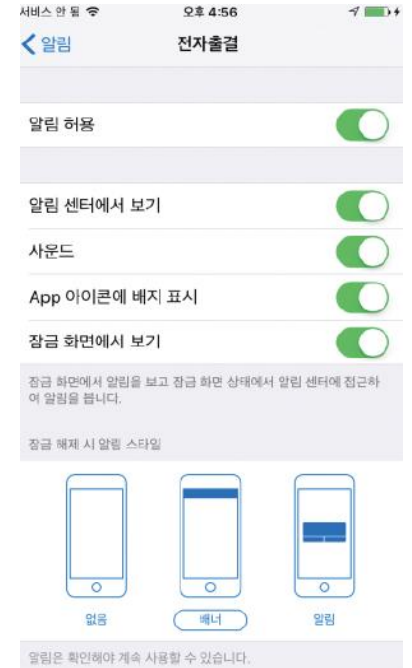 서비스 안 됨 오후 4:56
알림 전자출결
알림 허용
알림 센터에서 보기
사운드
App 아이콘에 배지 표시
잠금 화면에서 보기
잠금 화면에서 알림을 보고 잠금 화면 상태에서 알림 센터에 접근하
여 알림을 봅니다.
잠금 해제 시 알림 스타일
없음 배너 알림
알림은 확인해야 계속 사용할 수 있습니다.